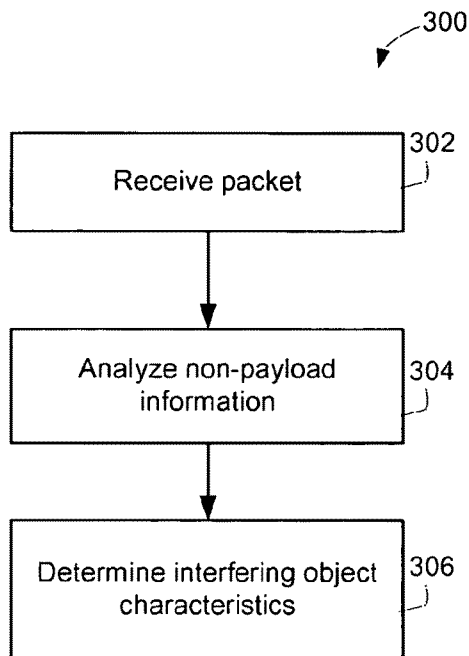 300
302
Receive packet
Analyze non-payload
information
304
Determine interfering object
characteristics
306